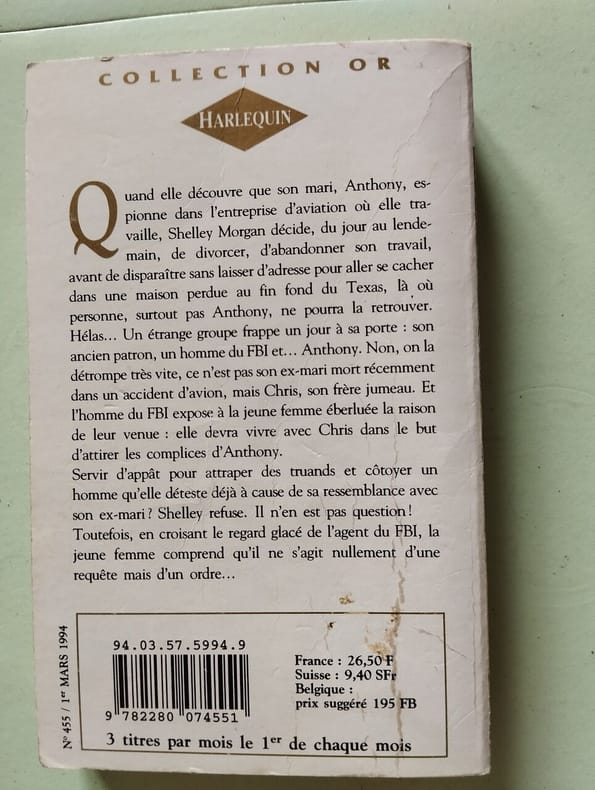 COLLECTION OR
HARLEQUIN
Quand elle découvre que son mari, Anthony, es-
pionne dans l'entreprise d'aviation où elle tra-
vaille, Shelley Morgan décide, du jour au lende-
main, de divorcer, d'abandonner son travail,
avant de disparaître sans laisser d'adresse pour aller se cacher
dans une maison perdue au fin fond du Texas, là où
personne, surtout pas Anthony, ne pourra la retrouver.
Hélas... Un étrange groupe frappe un jour à sa porte : son
ancien patron, un homme du FBI et... Anthony. Non, on la
détrompe très vite, ce n'est pas son ex-mari mort récemment
dans un accident d'avion, mais Chris, son frère jumeau. Et
l'homme du FBI expose à la jeune femme éberluée la raison
de leur venue : elle devra vivre avec Chris dans le but
d'attirer les complices d'Anthony.
Servir d'appât pour attraper des truands et côtoyer un
homme qu'elle déteste déjà à cause de sa ressemblance avec
son ex-mari ? Shelley refuse. Il n'en est pas question !
Toutefois, en croisant le regard glacé de l'agent du FBI, la
jeune femme comprend qu'il ne s'agit nullement d'une
requête mais d'un ordre...
N° 455 / 1er MARS 1994
94.03.57.5994.9
9 782280 074551
France : 26,50 F
Suisse : 9,40 SFr
Belgique :
prix suggéré 195 FB
3 titres par mois le 1er de chaque mois